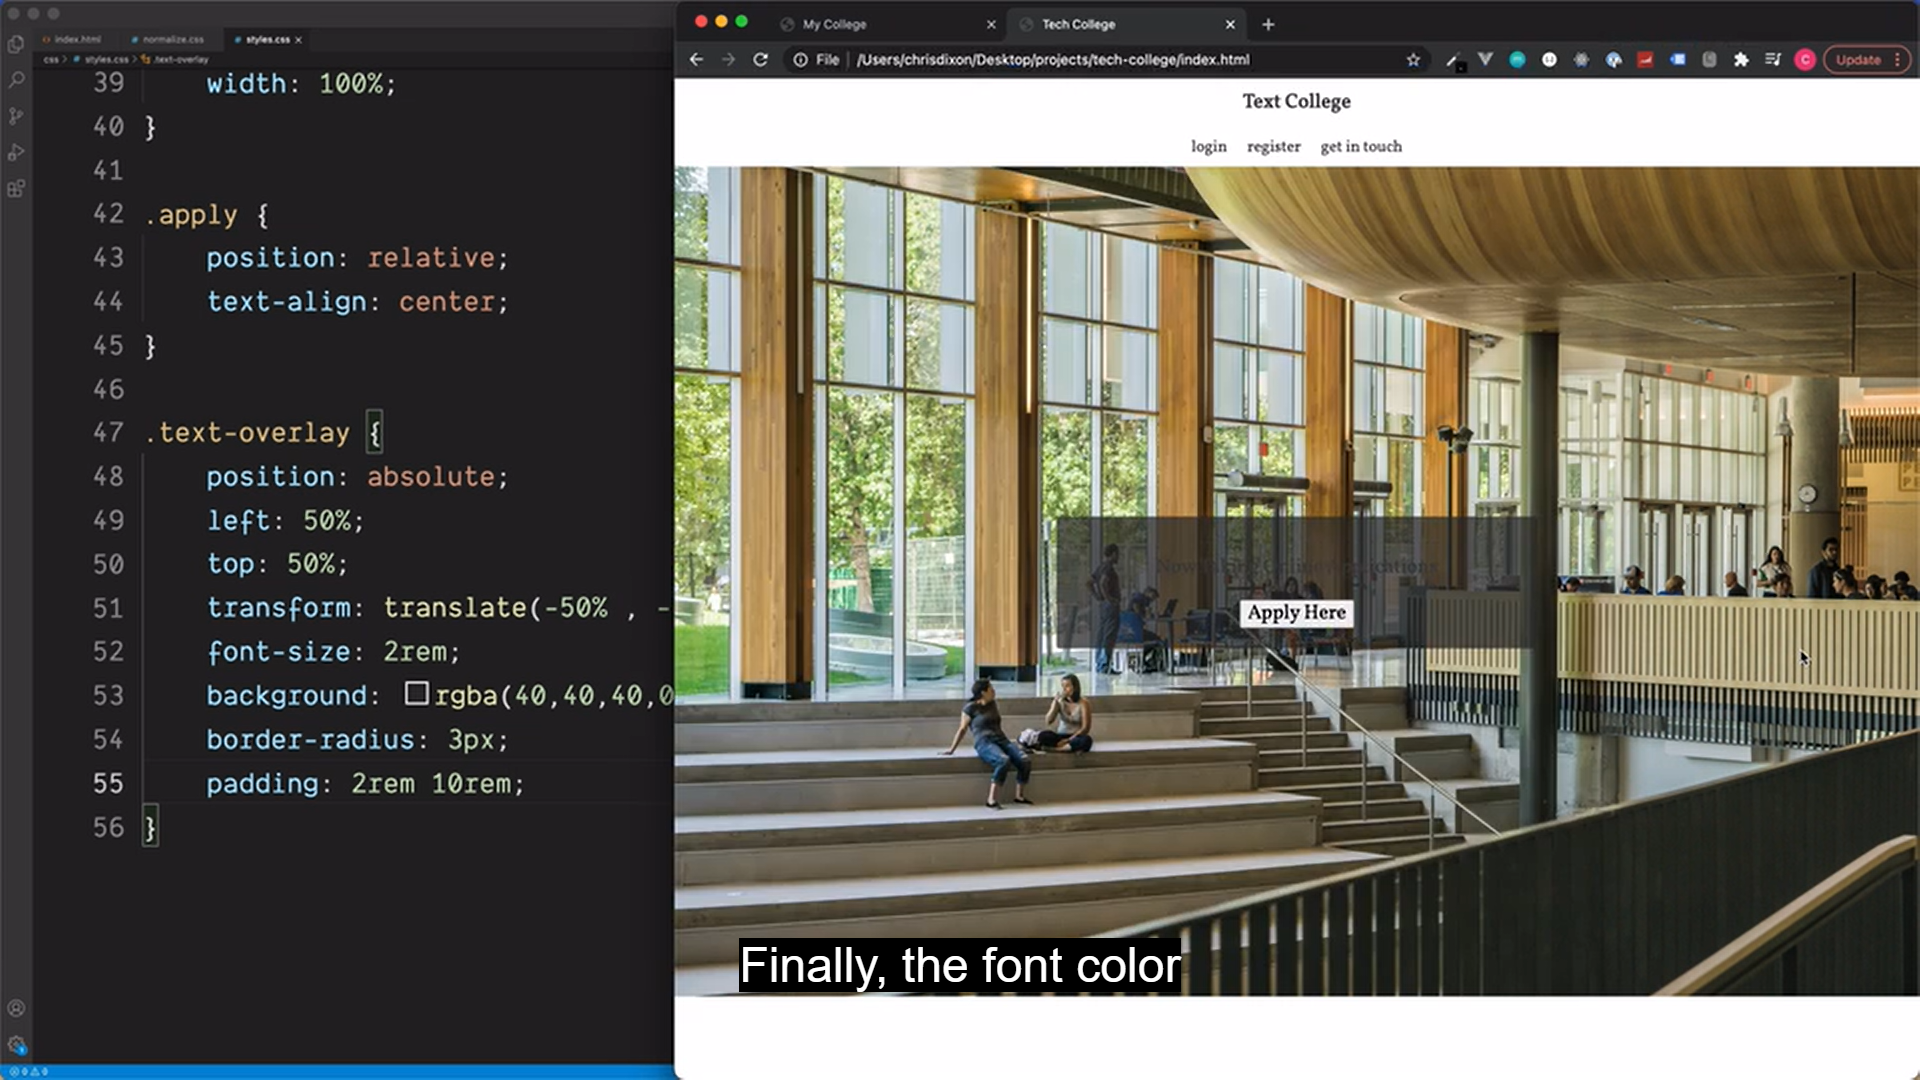 index.html
normalize.css
styles.css
css > # styles.css > .text-overlay
39 width: 100%;
40 }
41
42 .apply {
43 position: relative;
44 text-align: center;
45 }
46
47 .text-overlay {
48 position: absolute;
49 left: 50%;
50 top: 50%;
51 transform: translate(-50% , -
52 font-size: 2rem;
53 background: rgba(40,40,40,0
54 border-radius: 3px;
55 padding: 2rem 10rem;
56 }
My College
Tech College
File /Users/chrisdixon/Desktop/projects/tech-college/index.html
C
Update
Text College
login register get in touch
Apply Here
Finally, the font color